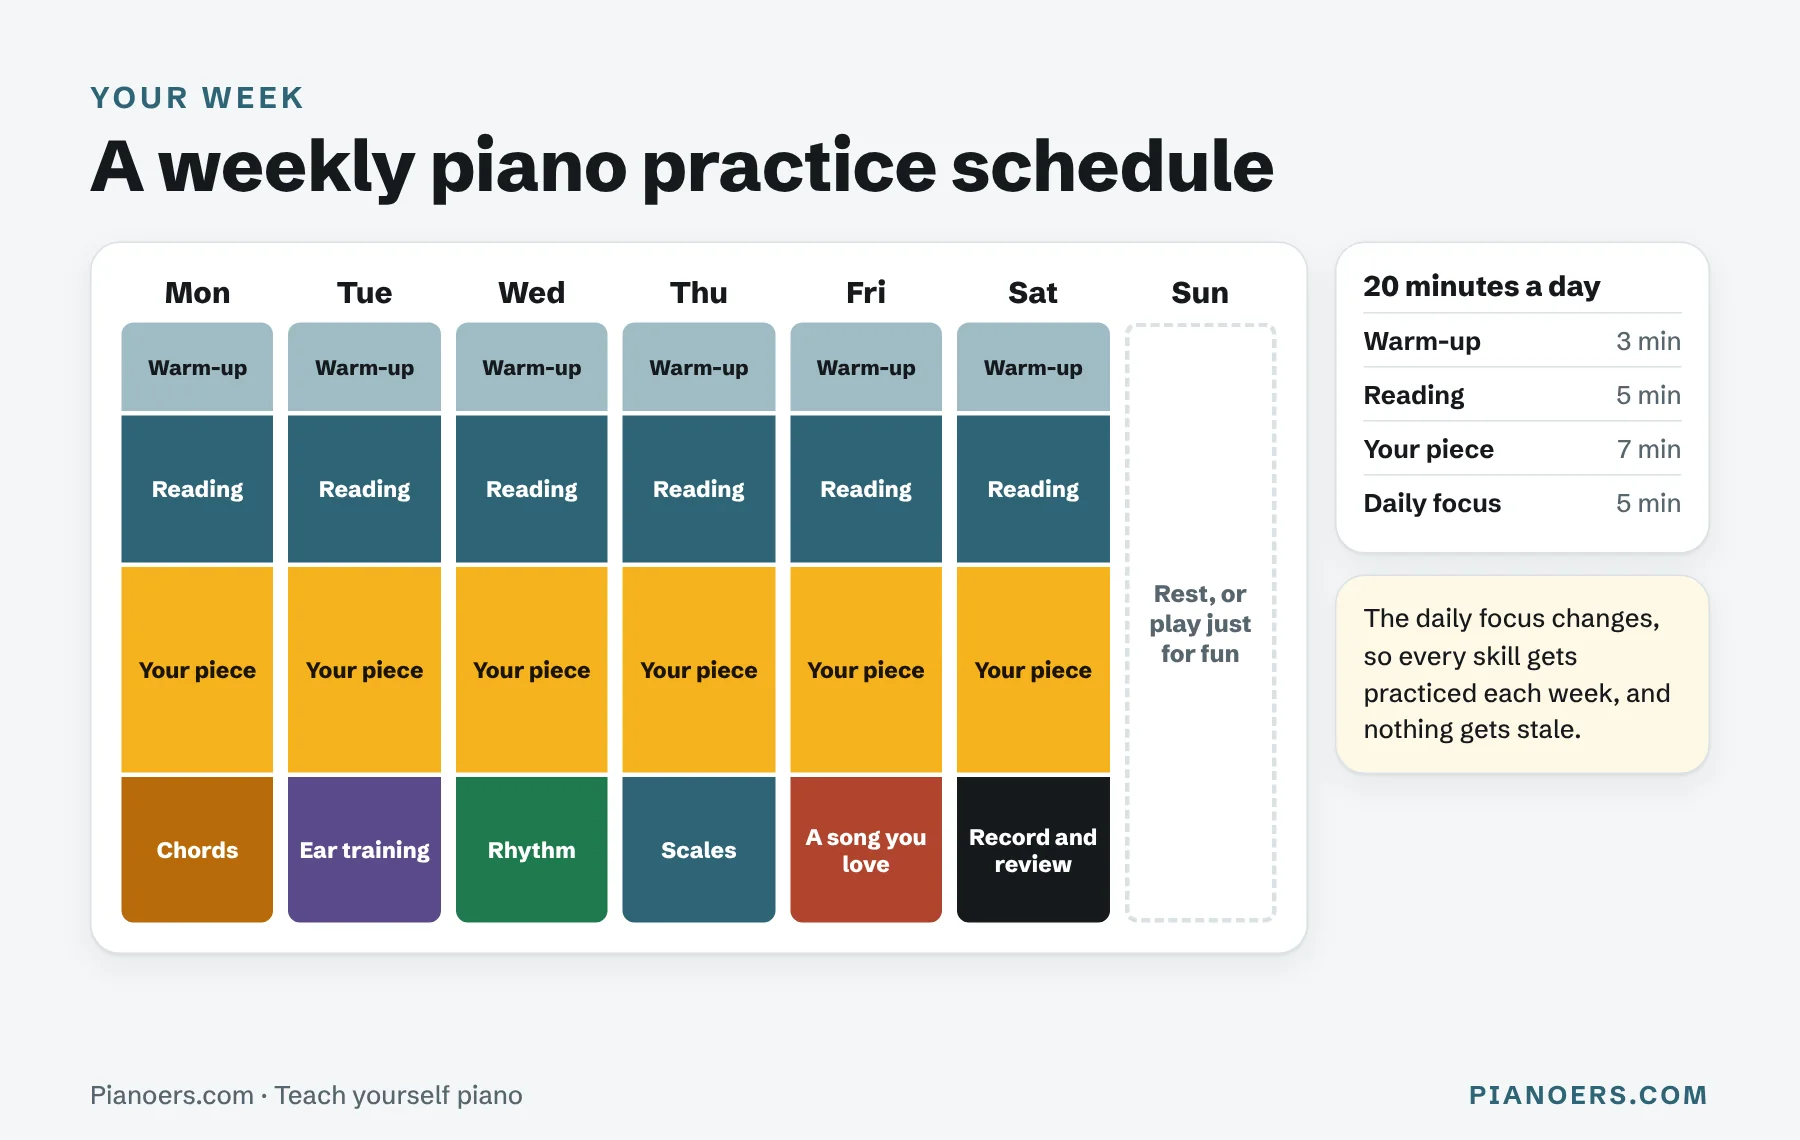 YOUR WEEK
A weekly piano practice schedule
Mon Tue Wed Thu Fri Sat Sun
Warm-up Warm-up Warm-up Warm-up Warm-up Warm-up
Reading Reading Reading Reading Reading Reading
Your piece Your piece Your piece Your piece Your piece Your piece
Chords
Ear training
Rhythm
Scales
A song you
love
Record and
review
Rest, or
play just
for fun
20 minutes a day
Warm-up 3 min
Reading 5 min
Your piece 7 min
Daily focus 5 min
The daily focus changes,
so every skill gets
practiced each week, and
nothing gets stale.
Pianoers.com · Teach yourself piano
PIANOERS.COM